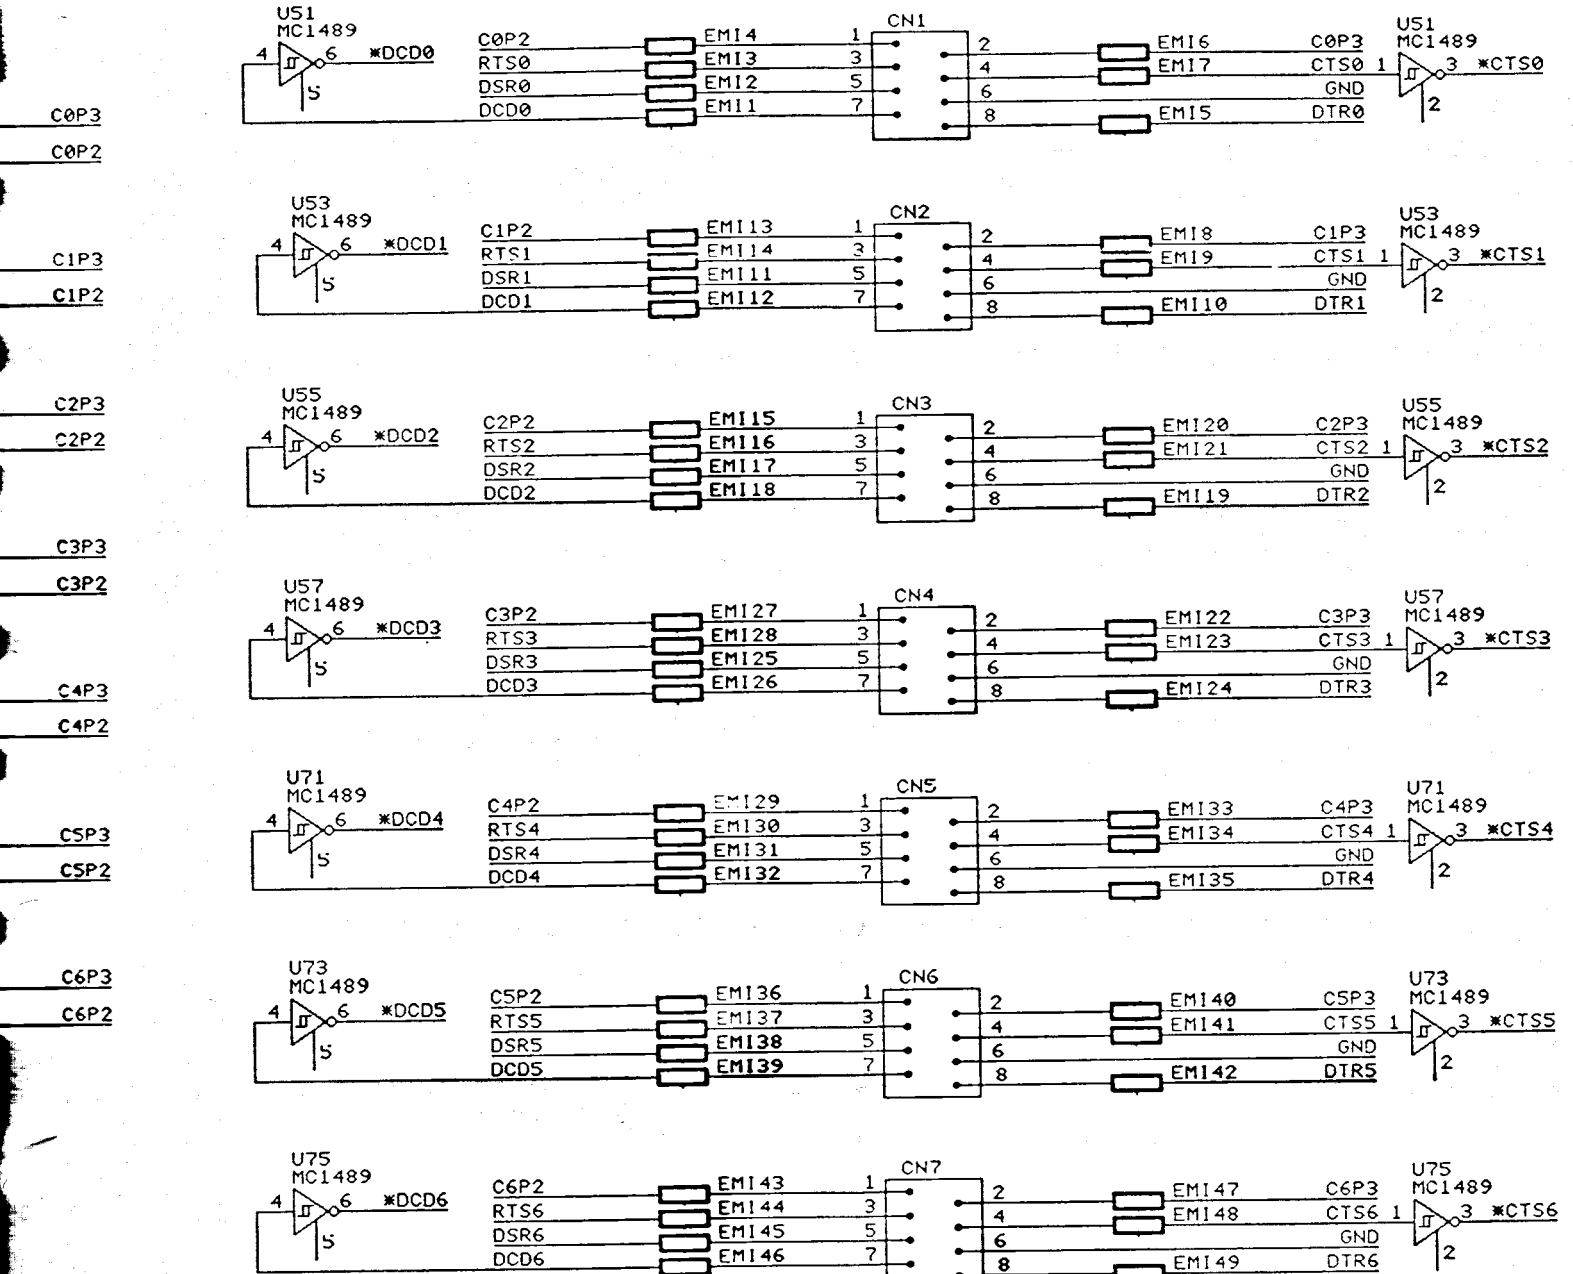 C0P3
C0P2
C1P3
C1P2
C2P3
C2P2
C3P3
C3P2
C4P3
C4P2
C5P3
C5P2
C6P3
C6P2
U51
MC1489
4 6 *DCD0
5
C0P2 EMI4 1
RTS0 EMI3 3
DSR0 EMI2 5
DCD0 EMI1 7
CN1
2 EMI6 C0P3
4 EMI7 CTS0 1
6 GND
8 EMI5 DTR0
U51
MC1489
3 *CTS0
2
U53
MC1489
4 6 *DCD1
5
C1P2 EMI13 1
RTS1 EMI14 3
DSR1 EMI11 5
DCD1 EMI12 7
CN2
2 EMI8 C1P3
4 EMI9 CTS1 1
6 GND
8 EMI10 DTR1
U53
MC1489
3 *CTS1
2
U55
MC1489
4 6 *DCD2
5
C2P2 EMI15 1
RTS2 EMI16 3
DSR2 EMI17 5
DCD2 EMI18 7
CN3
2 EMI20 C2P3
4 EMI21 CTS2 1
6 GND
8 EMI19 DTR2
U55
MC1489
3 *CTS2
2
U57
MC1489
4 6 *DCD3
5
C3P2 EMI27 1
RTS3 EMI28 3
DSR3 EMI25 5
DCD3 EMI26 7
CN4
2 EMI22 C3P3
4 EMI23 CTS3 1
6 GND
8 EMI24 DTR3
U57
MC1489
3 *CTS3
2
U71
MC1489
4 6 *DCD4
5
C4P2 EMI29 1
RTS4 EMI30 3
DSR4 EMI31 5
DCD4 EMI32 7
CN5
2 EMI33 C4P3
4 EMI34 CTS4 1
6 GND
8 EMI35 DTR4
U71
MC1489
3 *CTS4
2
U73
MC1489
4 6 *DCD5
5
C5P2 EMI36 1
RTS5 EMI37 3
DSR5 EMI38 5
DCD5 EMI39 7
CN6
2 EMI40 C5P3
4 EMI41 CTS5 1
6 GND
8 EMI42 DTR5
U73
MC1489
3 *CTS5
2
U75
MC1489
4 6 *DCD6
5
C6P2 EMI43 1
RTS6 EMI44 3
DSR6 EMI45 5
DCD6 EMI46 7
CN7
2 EMI47 C6P3
4 EMI48 CTS6 1
6 GND
8 EMI49 DTR6
U75
MC1489
3 *CTS6
2